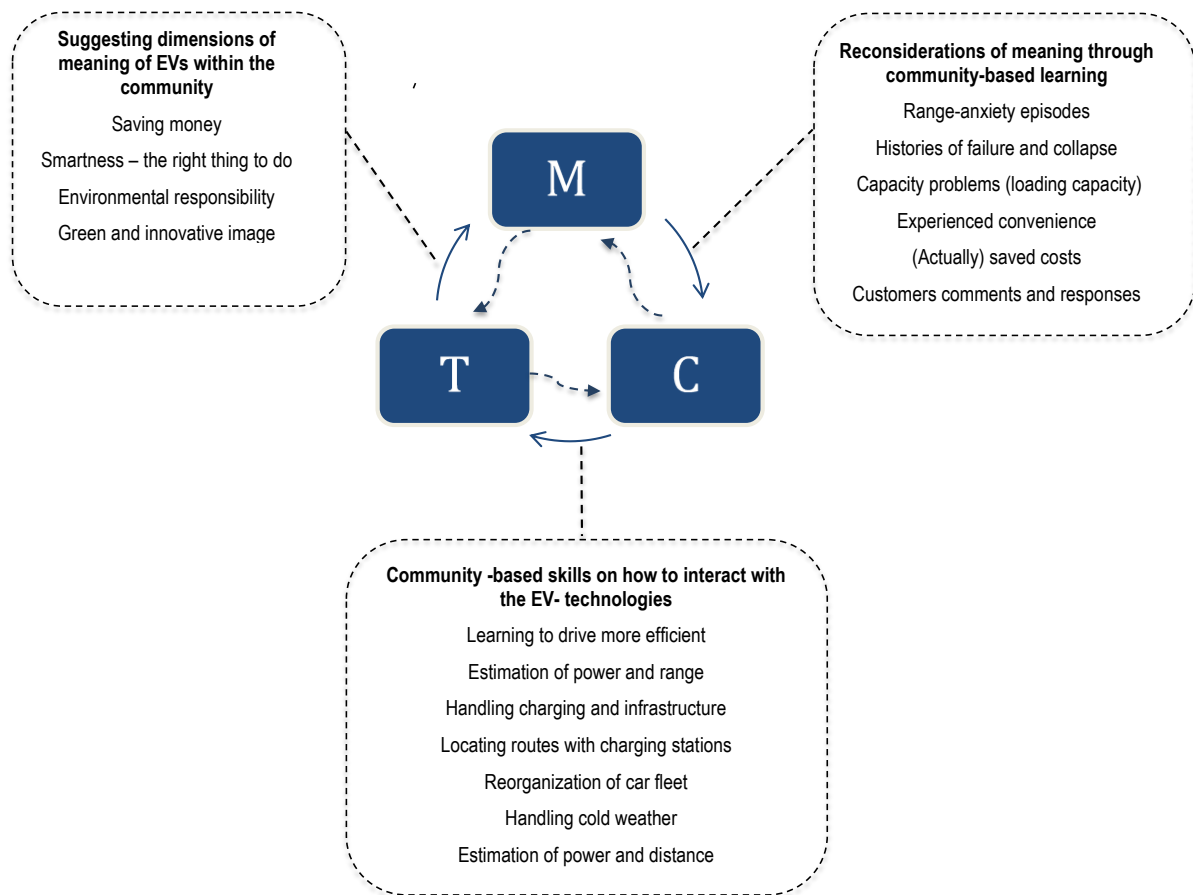 Suggesting dimensions of
meaning of EVs within the
community
Saving money
Smartness – the right thing to do
Environmental responsibility
Green and innovative image
,
Reconsiderations of meaning through
community-based learning
Range-anxiety episodes
Histories of failure and collapse
Capacity problems (loading capacity)
Experienced convenience
(Actually) saved costs
Customers comments and responses
M
T
C
Community -based skills on how to interact with
the EV- technologies
Learning to drive more efficient
Estimation of power and range
Handling charging and infrastructure
Locating routes with charging stations
Reorganization of car fleet
Handling cold weather
Estimation of power and distance